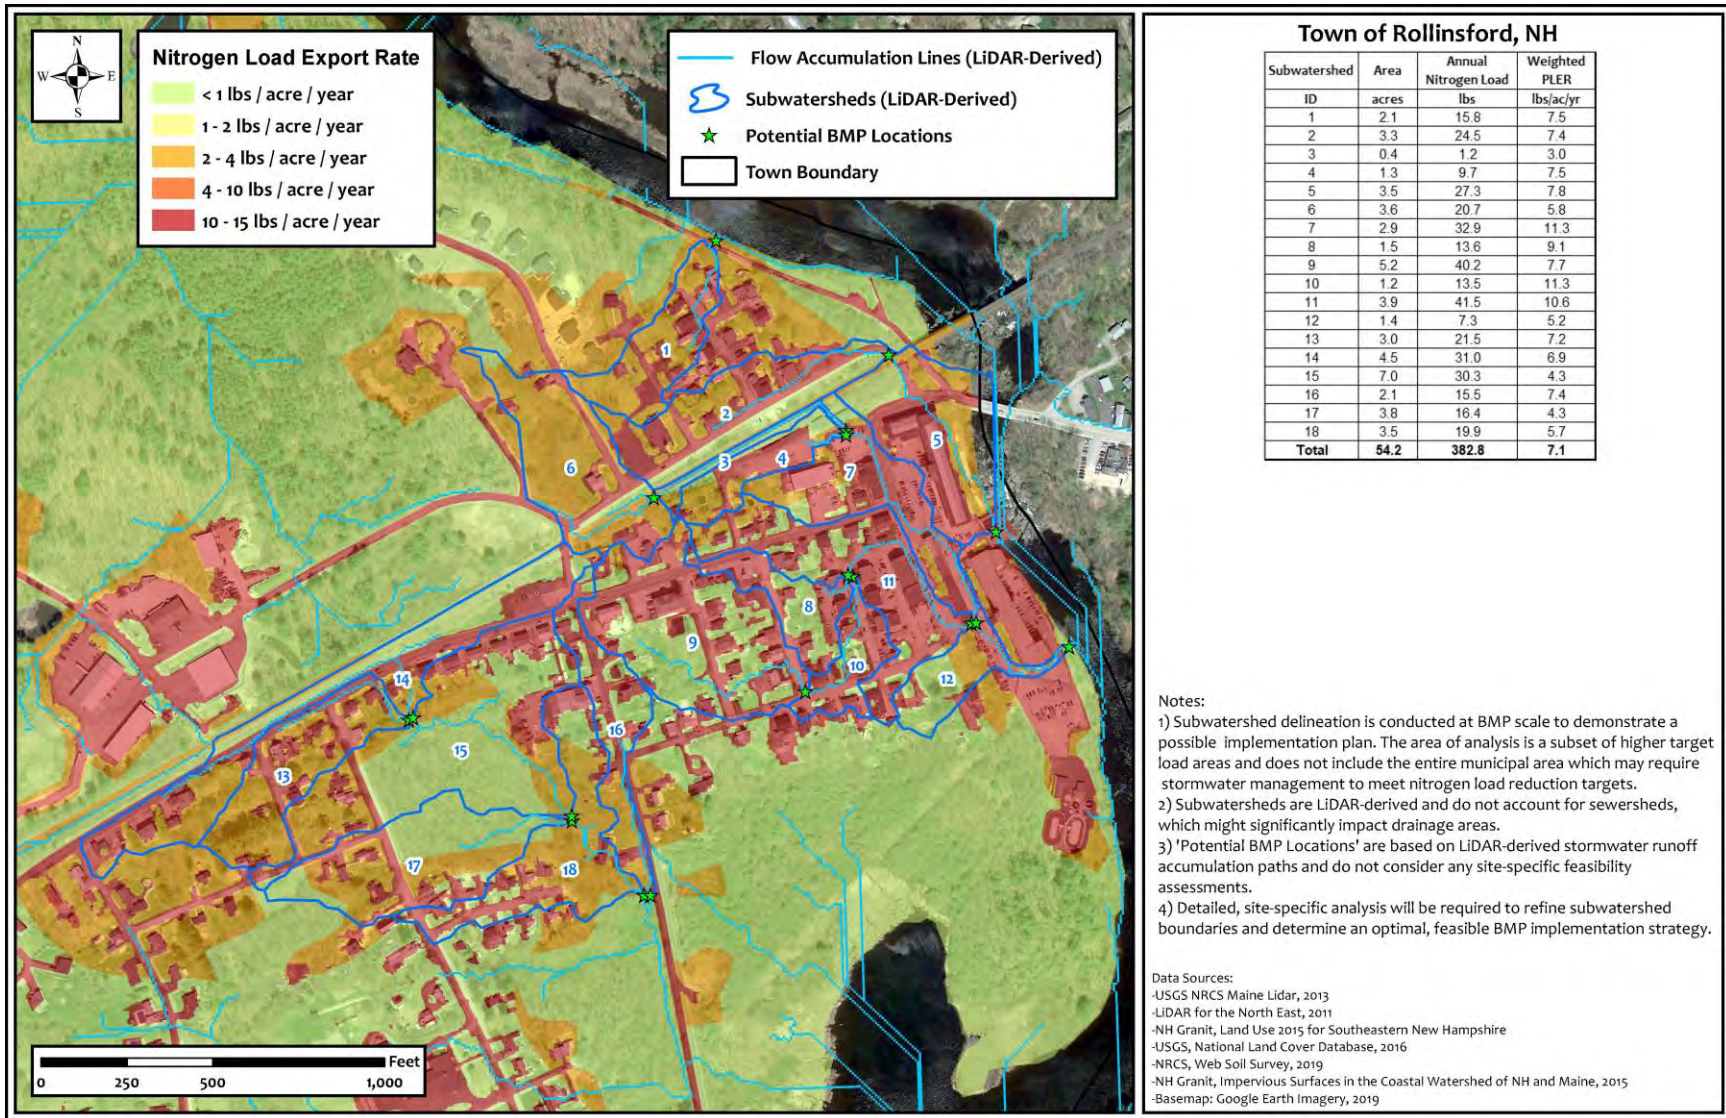 N
W E
S
Nitrogen Load Export Rate
< 1 lbs / acre / year
1 - 2 lbs / acre / year
2 - 4 lbs / acre / year
4 - 10 lbs / acre / year
10 - 15 lbs / acre / year
Flow Accumulation Lines (LiDAR-Derived)
Subwatersheds (LiDAR-Derived)
Potential BMP Locations
Town Boundary
1
2
3
4
5
6
7
8
9
10
11
12
13
14
15
16
17
18
Feet
0 250 500 1,000
Town of Rollinsford, NH
Subwatershed Area Annual Nitrogen Load Weighted PLER
ID acres lbs lbs/ac/yr
1 2.1 15.8 7.5
2 3.3 24.5 7.4
3 0.4 1.2 3.0
4 1.3 9.7 7.5
5 3.5 27.3 7.8
6 3.6 20.7 5.8
7 2.9 32.9 11.3
8 1.5 13.6 9.1
9 5.2 40.2 7.7
10 1.2 13.5 11.3
11 3.9 41.5 10.6
12 1.4 7.3 5.2
13 3.0 21.5 7.2
14 4.5 31.0 6.9
15 7.0 30.3 4.3
16 2.1 15.5 7.4
17 3.8 16.4 4.3
18 3.5 19.9 5.7
Total 54.2 382.8 7.1
Notes:
1) Subwatershed delineation is conducted at BMP scale to demonstrate a
possible implementation plan. The area of analysis is a subset of higher target
load areas and does not include the entire municipal area which may require
stormwater management to meet nitrogen load reduction targets.
2) Subwatersheds are LiDAR-derived and do not account for sewersheds,
which might significantly impact drainage areas.
3) 'Potential BMP Locations' are based on LiDAR-derived stormwater runoff
accumulation paths and do not consider any site-specific feasibility
assessments.
4) Detailed, site-specific analysis will be required to refine subwatershed
boundaries and determine an optimal, feasible BMP implementation strategy.
Data Sources:
-USGS NRCS Maine Lidar, 2013
-LiDAR for the North East, 2011
-NH Granit, Land Use 2015 for Southeastern New Hampshire
-USGS, National Land Cover Database, 2016
-NRCS, Web Soil Survey, 2019
-NH Granit, Impervious Surfaces in the Coastal Watershed of NH and Maine, 2015
-Basemap: Google Earth Imagery, 2019